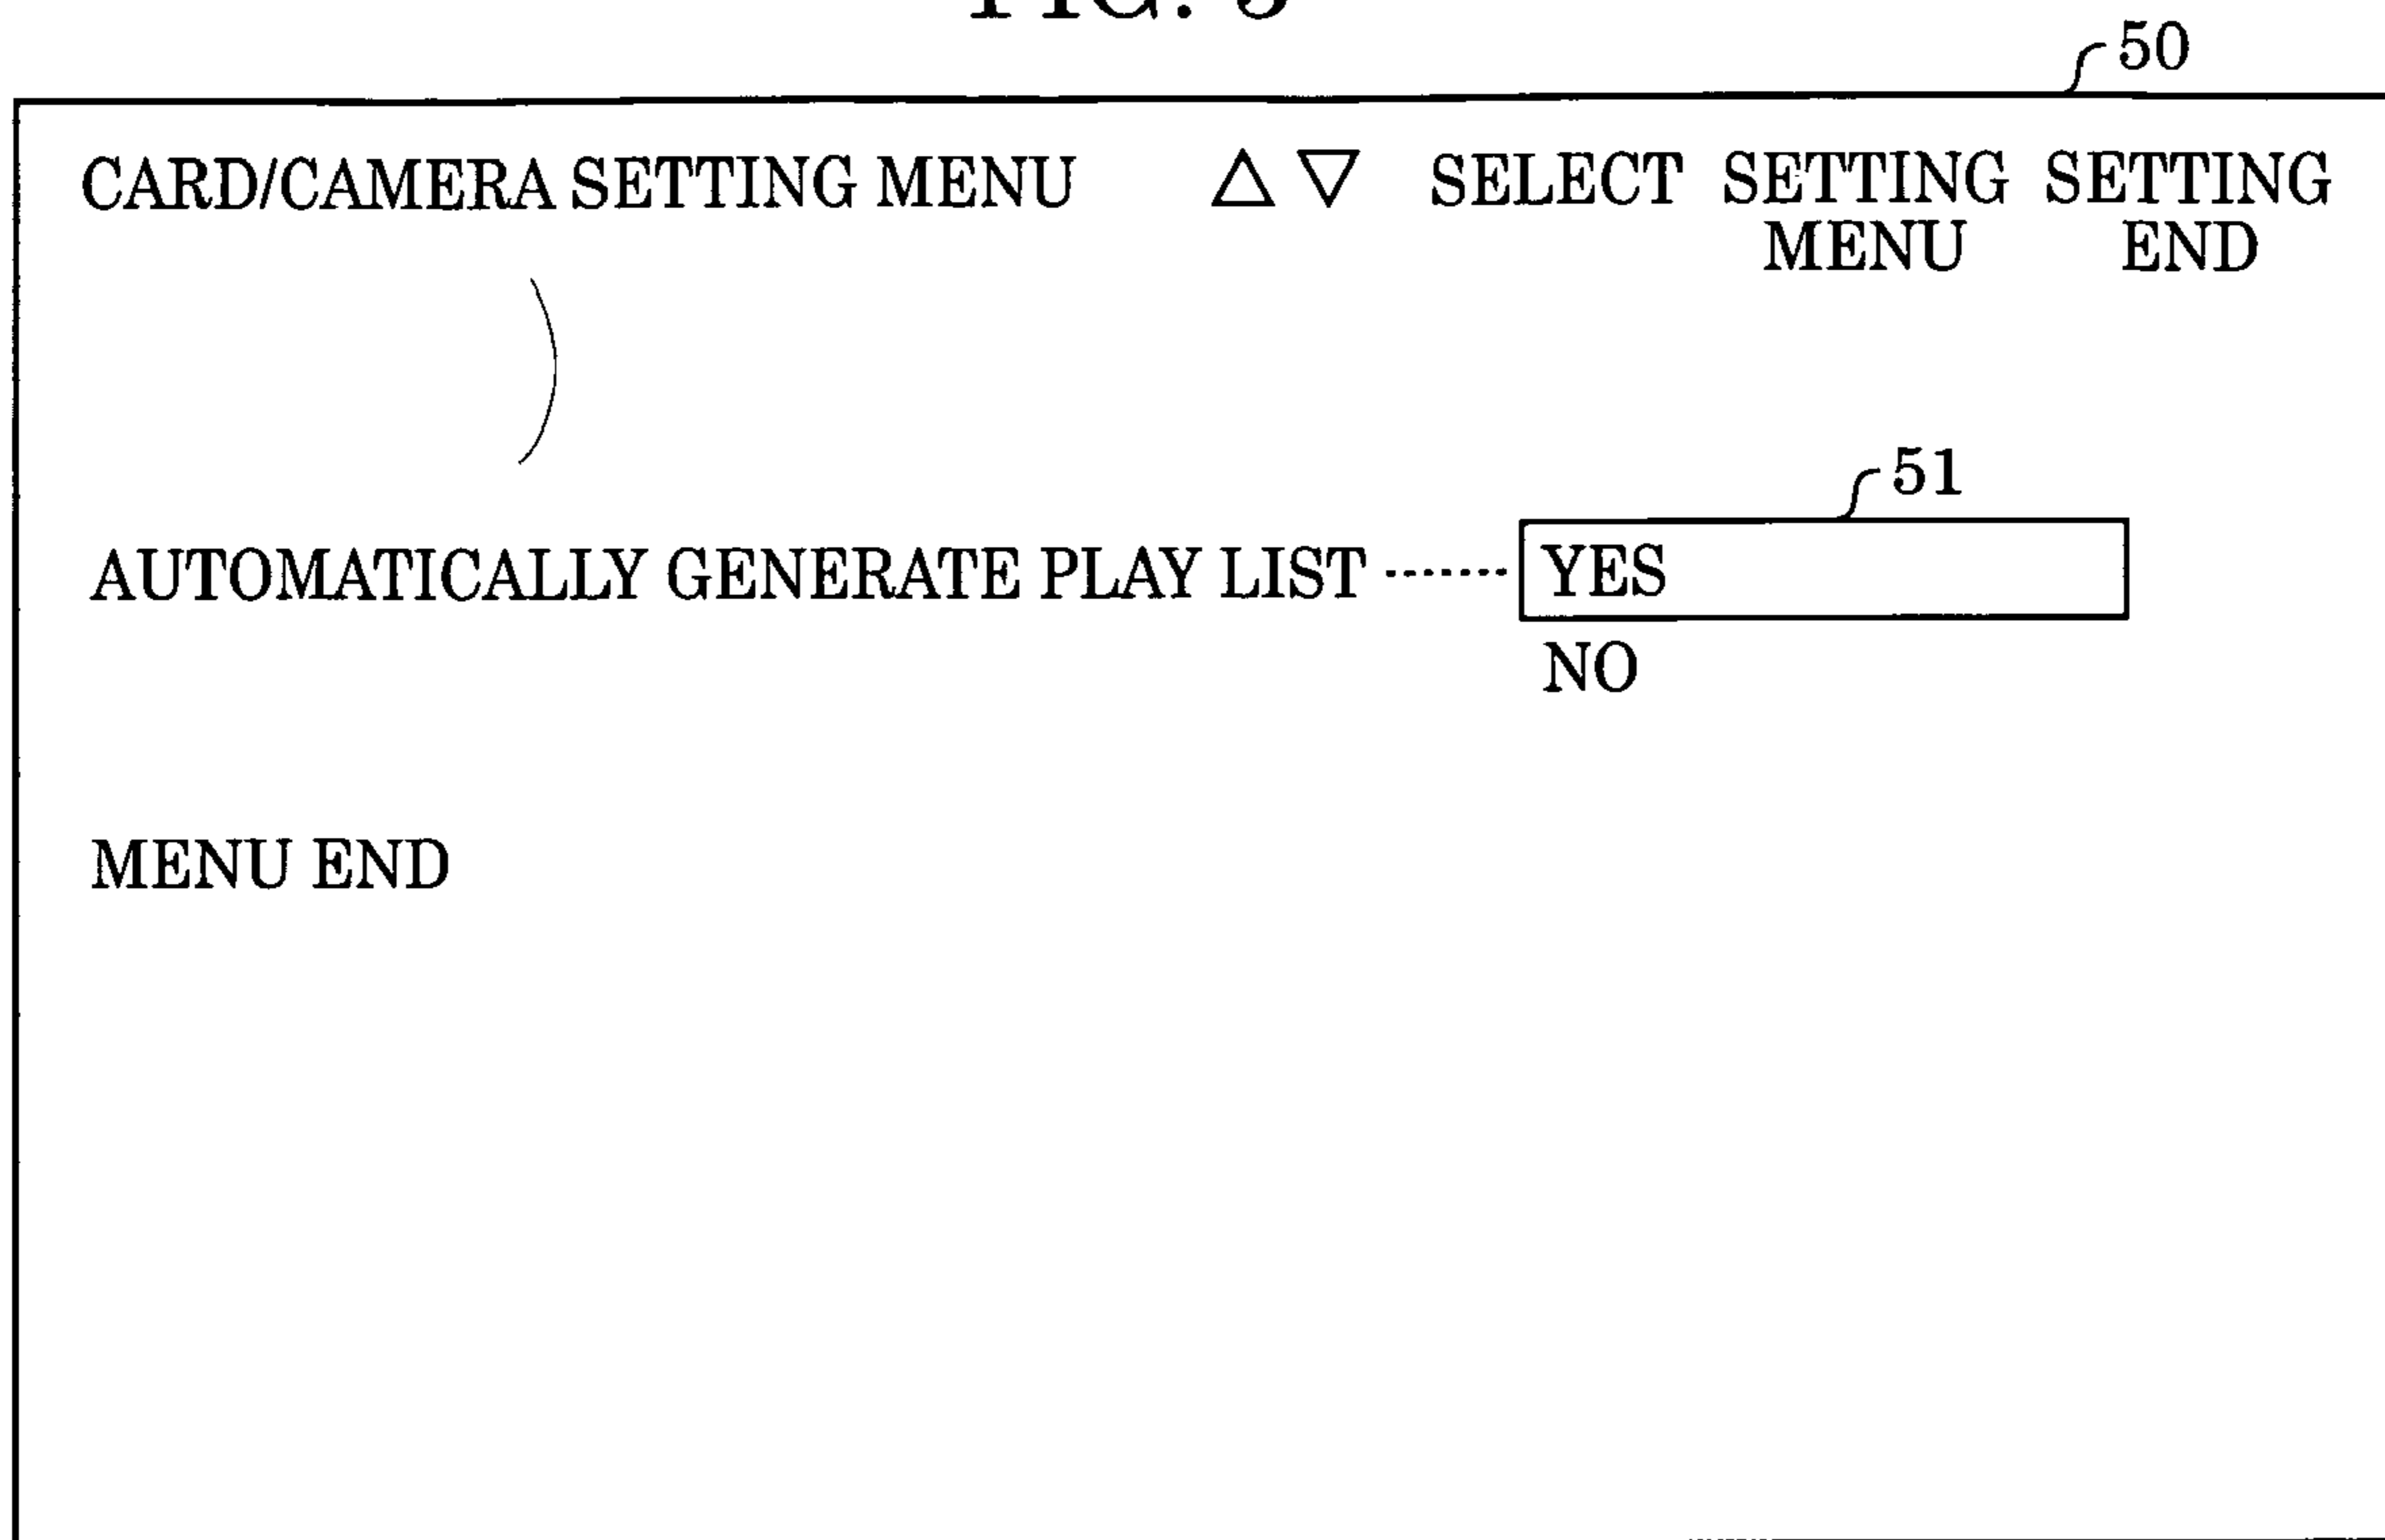 50
CARD/CAMERA SETTING MENU △ ▽ SELECT SETTING MENU SETTING END
51
AUTOMATICALLY GENERATE PLAY LIST ······· YES
NO
MENU END